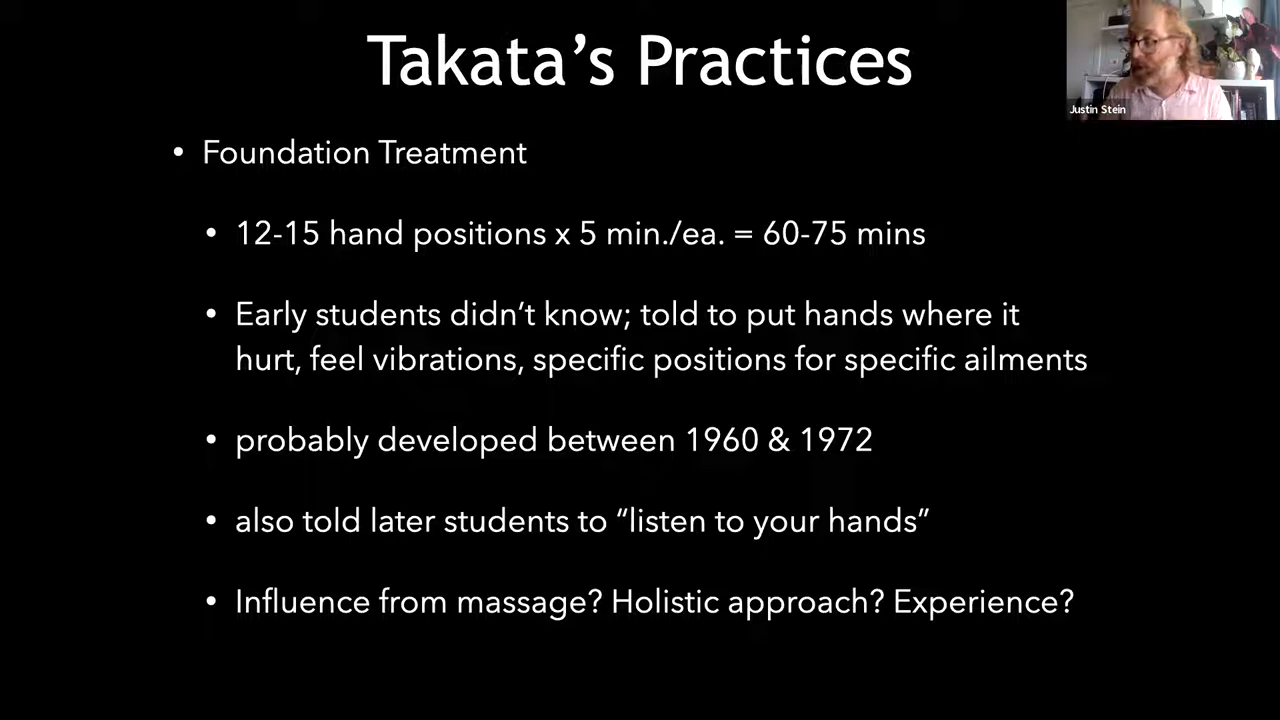 Takata’s Practices
Justin Stein
• Foundation Treatment
• 12-15 hand positions x 5 min./ea. = 60-75 mins
• Early students didn’t know; told to put hands where it
hurt, feel vibrations, specific positions for specific ailments
• probably developed between 1960 & 1972
• also told later students to “listen to your hands”
• Influence from massage? Holistic approach? Experience?